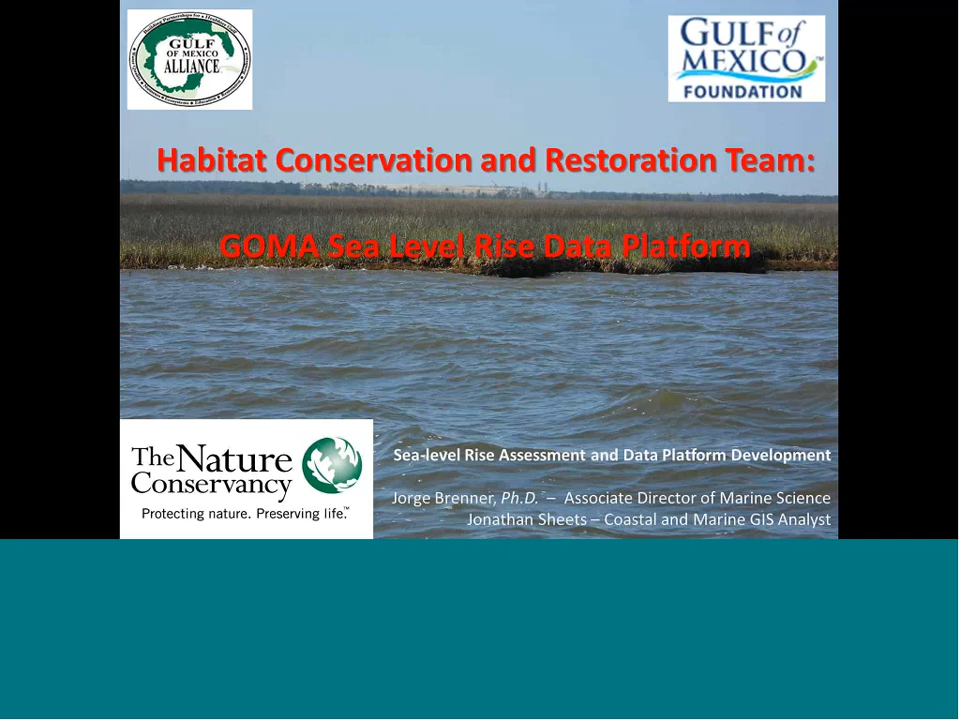 GULF
OF MEXICO
ALLIANCE
GULF of
MEXICO
FOUNDATION
Habitat Conservation and Restoration Team:
GOMA Sea Level Rise Data Platform
The Nature
Conservancy
Protecting nature. Preserving life.™
Sea-level Rise Assessment and Data Platform Development
Jorge Brenner, Ph.D. – Associate Director of Marine Science
Jonathan Sheets – Coastal and Marine GIS Analyst